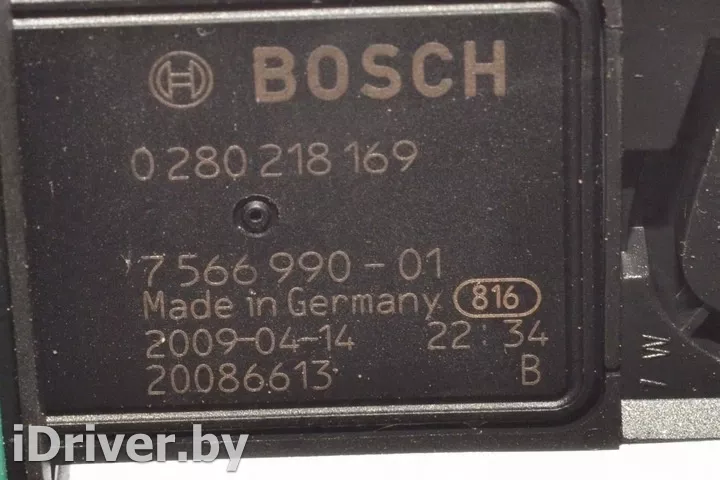 BOSCH
0 280 218 169
7 566 990-01
Made in Germany 816
2009-04-14 22:34
20086613 B
7 W
iDriver.by